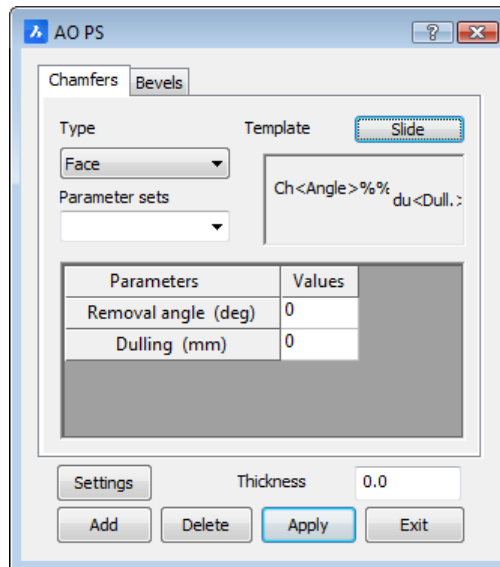 AO PS
Chamfers Bevels
Type Template Slide
Face
Parameter sets
Ch<Angle>%% du<Dull.>
Parameters Values
Removal angle (deg) 0
Dulling (mm) 0
Settings Thickness 0.0
Add Delete Apply Exit